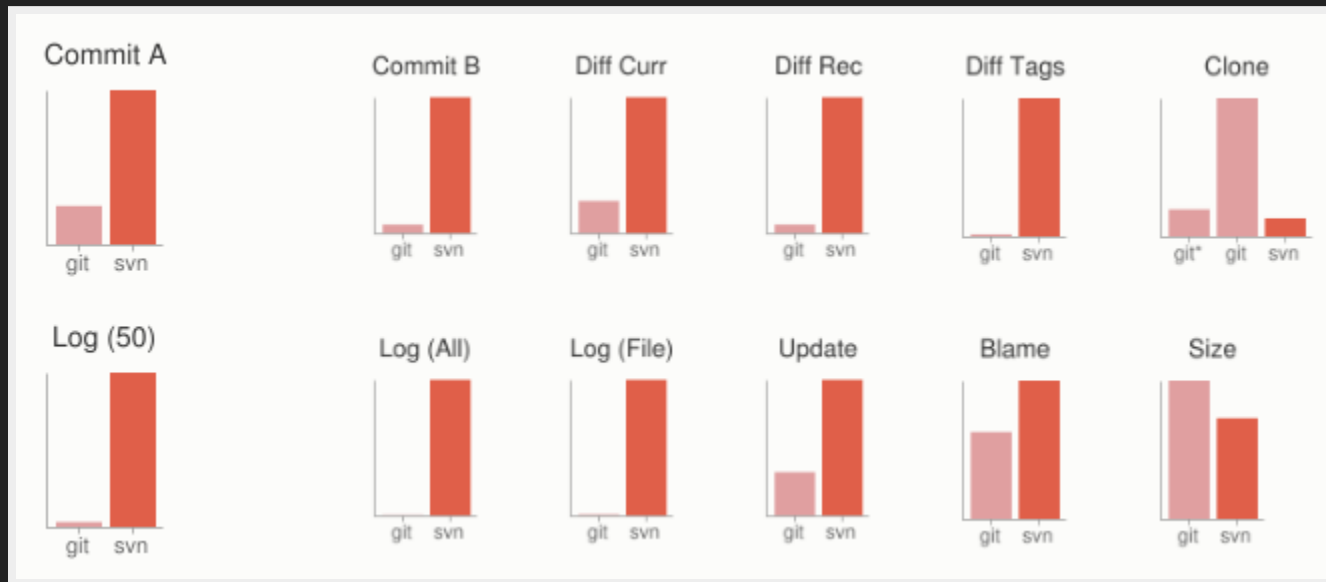 Commit A
Commit B
Diff Curr
Diff Rec
Diff Tags
Clone
git svn
git svn
git svn
git svn
git svn
git* git svn
Log (50)
Log (All)
Log (File)
Update
Blame
Size
git svn
git svn
git svn
git svn
git svn
git svn